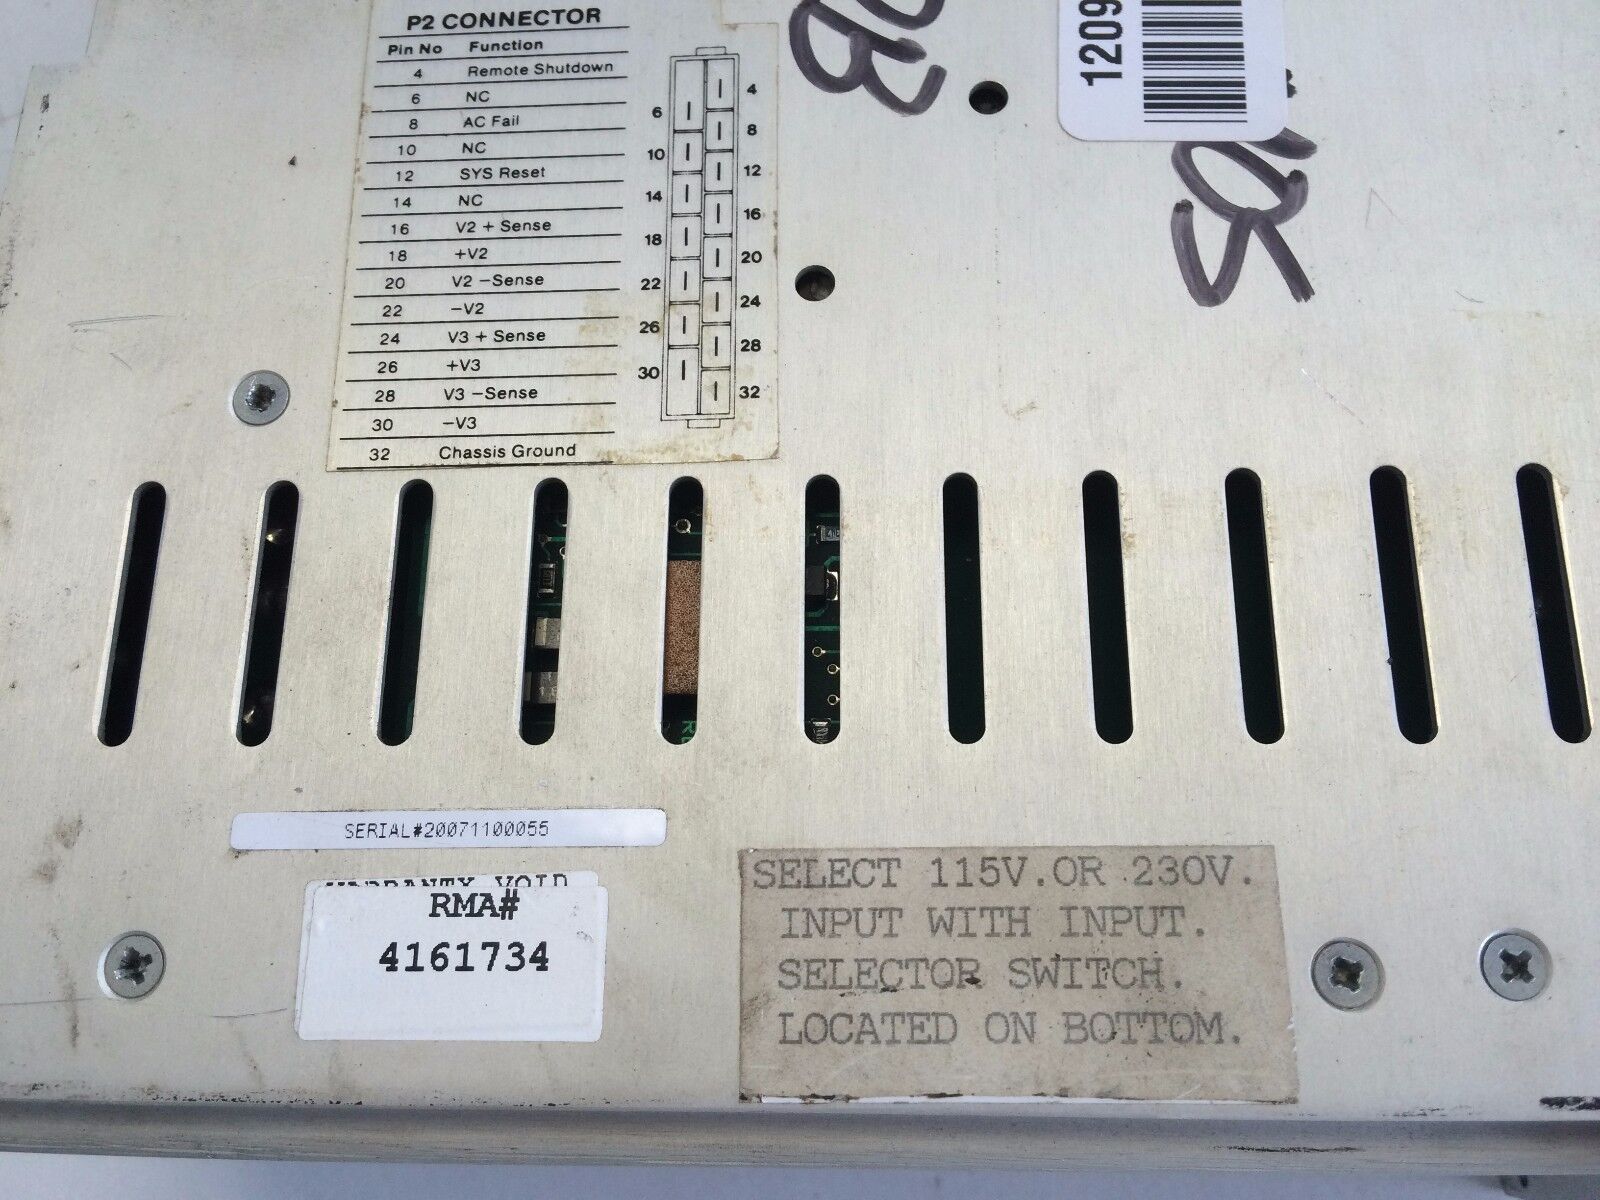 P2 CONNECTOR
Pin No Function
4 Remote Shutdown
6 NC
8 AC Fail
10 NC
12 SYS Reset
14 NC
16 V2 + Sense
18 +V2
20 V2 −Sense
22 −V2
24 V3 + Sense
26 +V3
28 V3 −Sense
30 −V3
32 Chassis Ground
4
6
8
10
12
14
16
18
20
22
24
26
28
30
32
1209
SERIAL#20071100055
WARRANTY VOID
RMA#
4161734
SELECT 115V.OR 230V.
INPUT WITH INPUT.
SELECTOR SWITCH.
LOCATED ON BOTTOM.